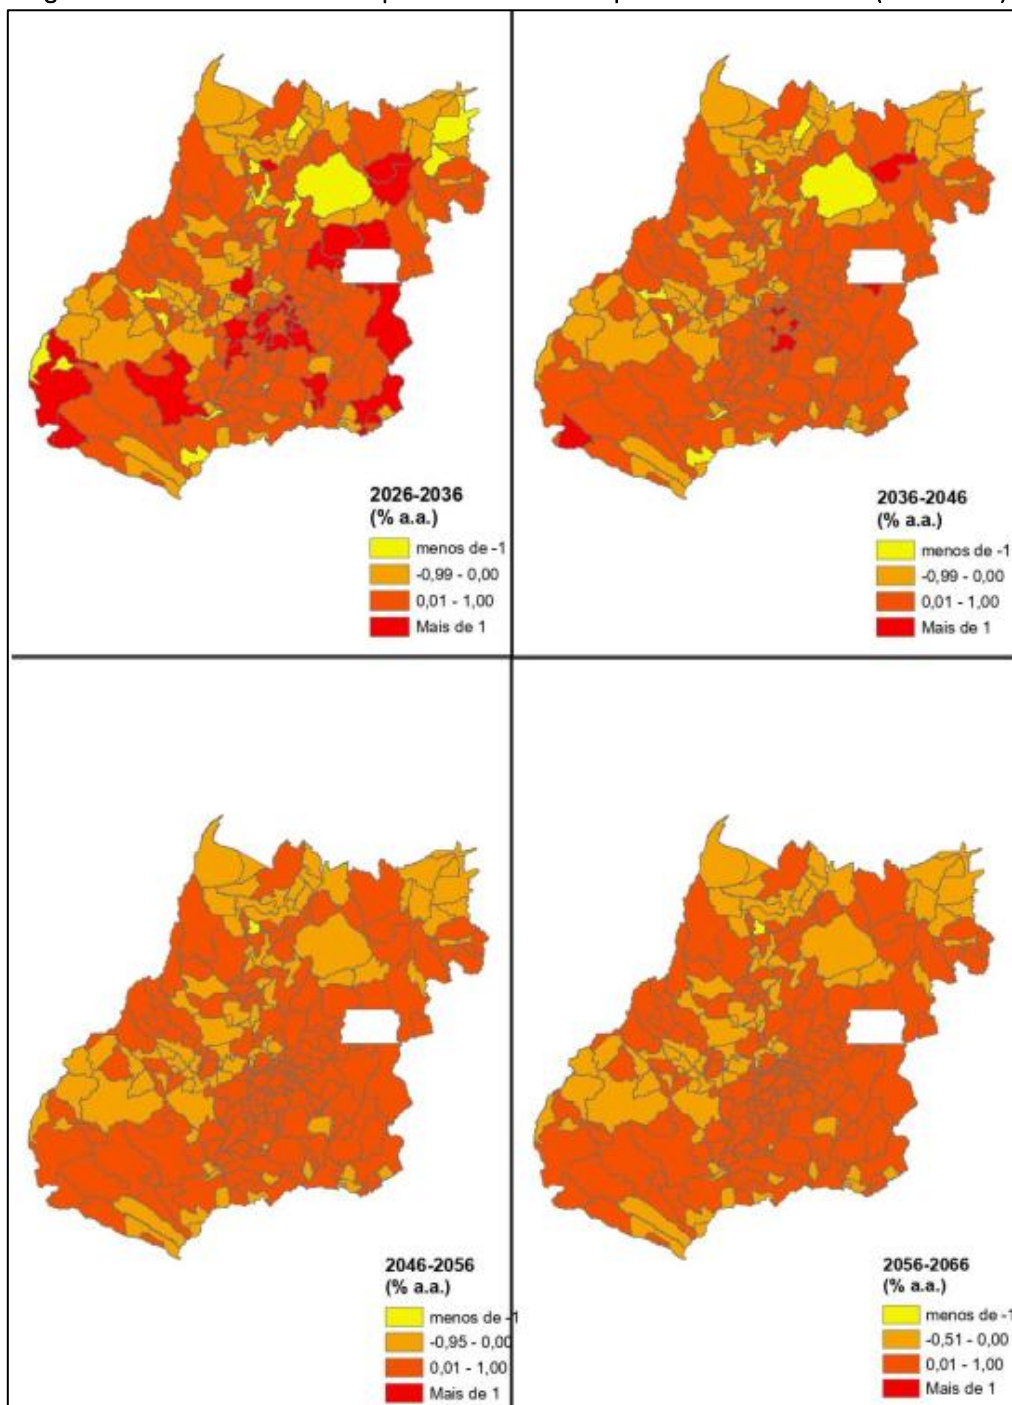 2026-2036
(% a.a.)
menos de -1
-0,99 - 0,00
0,01 - 1,00
Mais de 1
2036-2046
(% a.a.)
menos de -1
-0,99 - 0,00
0,01 - 1,00
Mais de 1
2046-2056
(% a.a.)
menos de -1
-0,95 - 0,00
0,01 - 1,00
Mais de 1
2056-2066
(% a.a.)
menos de -1
-0,51 - 0,00
0,01 - 1,00
Mais de 1